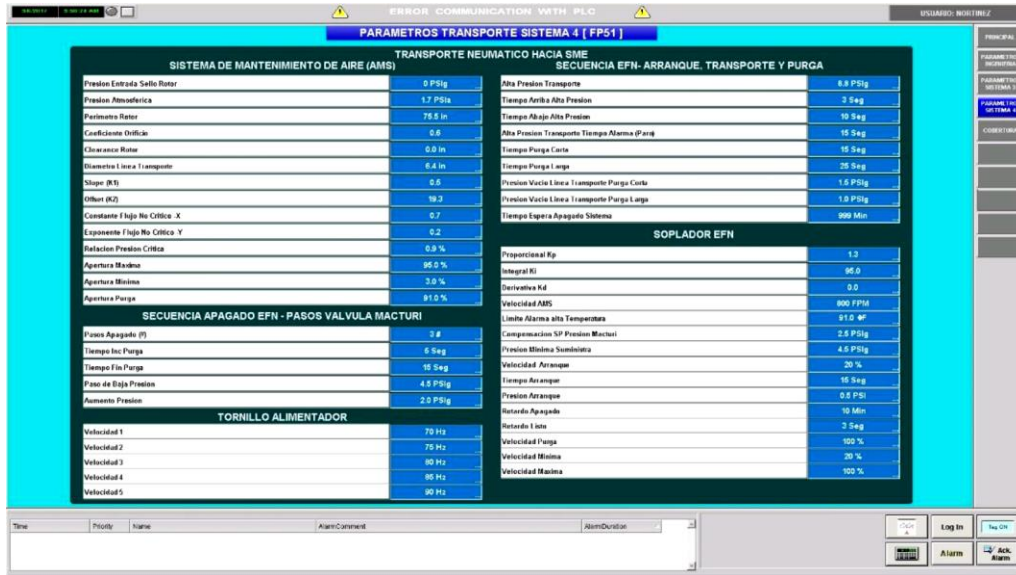 ERROR COMMUNICATION WITH PLC
USUARIO: NORTINEZ
PARAMETROS TRANSPORTE SISTEMA 4 [ FP51 ]
TRANSPORTE NEUMATICO HACIA SME
SISTEMA DE MANTENIMIENTO DE AIRE (AMS)
Presion Entrada Sello Rotor 0 PSIg
Presion Atmosferica 1.7 PSIa
Perimetro Rotor 75.5 in
Coeficiente Orificio 0.6
Clearance Rotor 0.0 in
Diametro Linea Transporte 6.4 in
Slope (K1) 0.5
Offset (K2) 19.3
Constante Flujo No Critico -X 0.7
Exponente Flujo No Critico Y 0.2
Relacion Presion Critica 0.9 %
Apertura Maxima 95.0 %
Apertura Minima 3.0 %
Apertura Purga 91.0 %
SECUENCIA APAGADO EFN - PASOS VALVULA MACTURI
Pasos Apagado (#) 3 #
Tiempo Inc Purga 5 Seg
Tiempo Fin Purga 15 Seg
Paso de Baja Presion 4.5 PSIg
Aumento Presion 2.0 PSIg
TORNILLO ALIMENTADOR
Velocidad 1 70 Hz
Velocidad 2 75 Hz
Velocidad 3 80 Hz
Velocidad 4 85 Hz
Velocidad 5 90 Hz
SECUENCIA EFN- ARRANQUE, TRANSPORTE Y PURGA
Alta Presion Transporte 8.8 PSIg
Tiempo Arriba Alta Presion 3 Seg
Tiempo Abajo Alta Presion 10 Seg
Alta Presion Transporte Tiempo Alarma (Paro) 15 Seg
Tiempo Purga Corta 15 Seg
Tiempo Purga Larga 25 Seg
Presion Vacio Linea Transporte Purga Corta 1.5 PSIg
Presion Vacio Linea Transporte Purga Larga 1.0 PSIg
Tiempo Espera Apagado Sistema 999 Min
SOPLADOR EFN
Proporcional Kp 1.3
Integral Ki 95.0
Derivativa Kd 0.0
Velocidad AMS 800 FPM
Limite Alarma alta Temperatura 91.0 �F
Compensacion SP Presion Macturi 2.5 PSIg
Presion Minima Suministra 4.5 PSIg
Velocidad Arranque 20 %
Tiempo Arranque 15 Seg
Presion Arranque 0.5 PSI
Retardo Apagado 10 Min
Retardo Listo 3 Seg
Velocidad Purga 100 %
Velocidad Minima 20 %
Velocidad Maxima 100 %
PRINCIPAL
PARAMETROS INGENIERIA
PARAMETROS SISTEMA 3
PARAMETROS SISTEMA 4
COBERTURA
Time Priority Name AlarmComment AlarmDuration
Log In
Tag ON
Alarm
Ack. Alarm